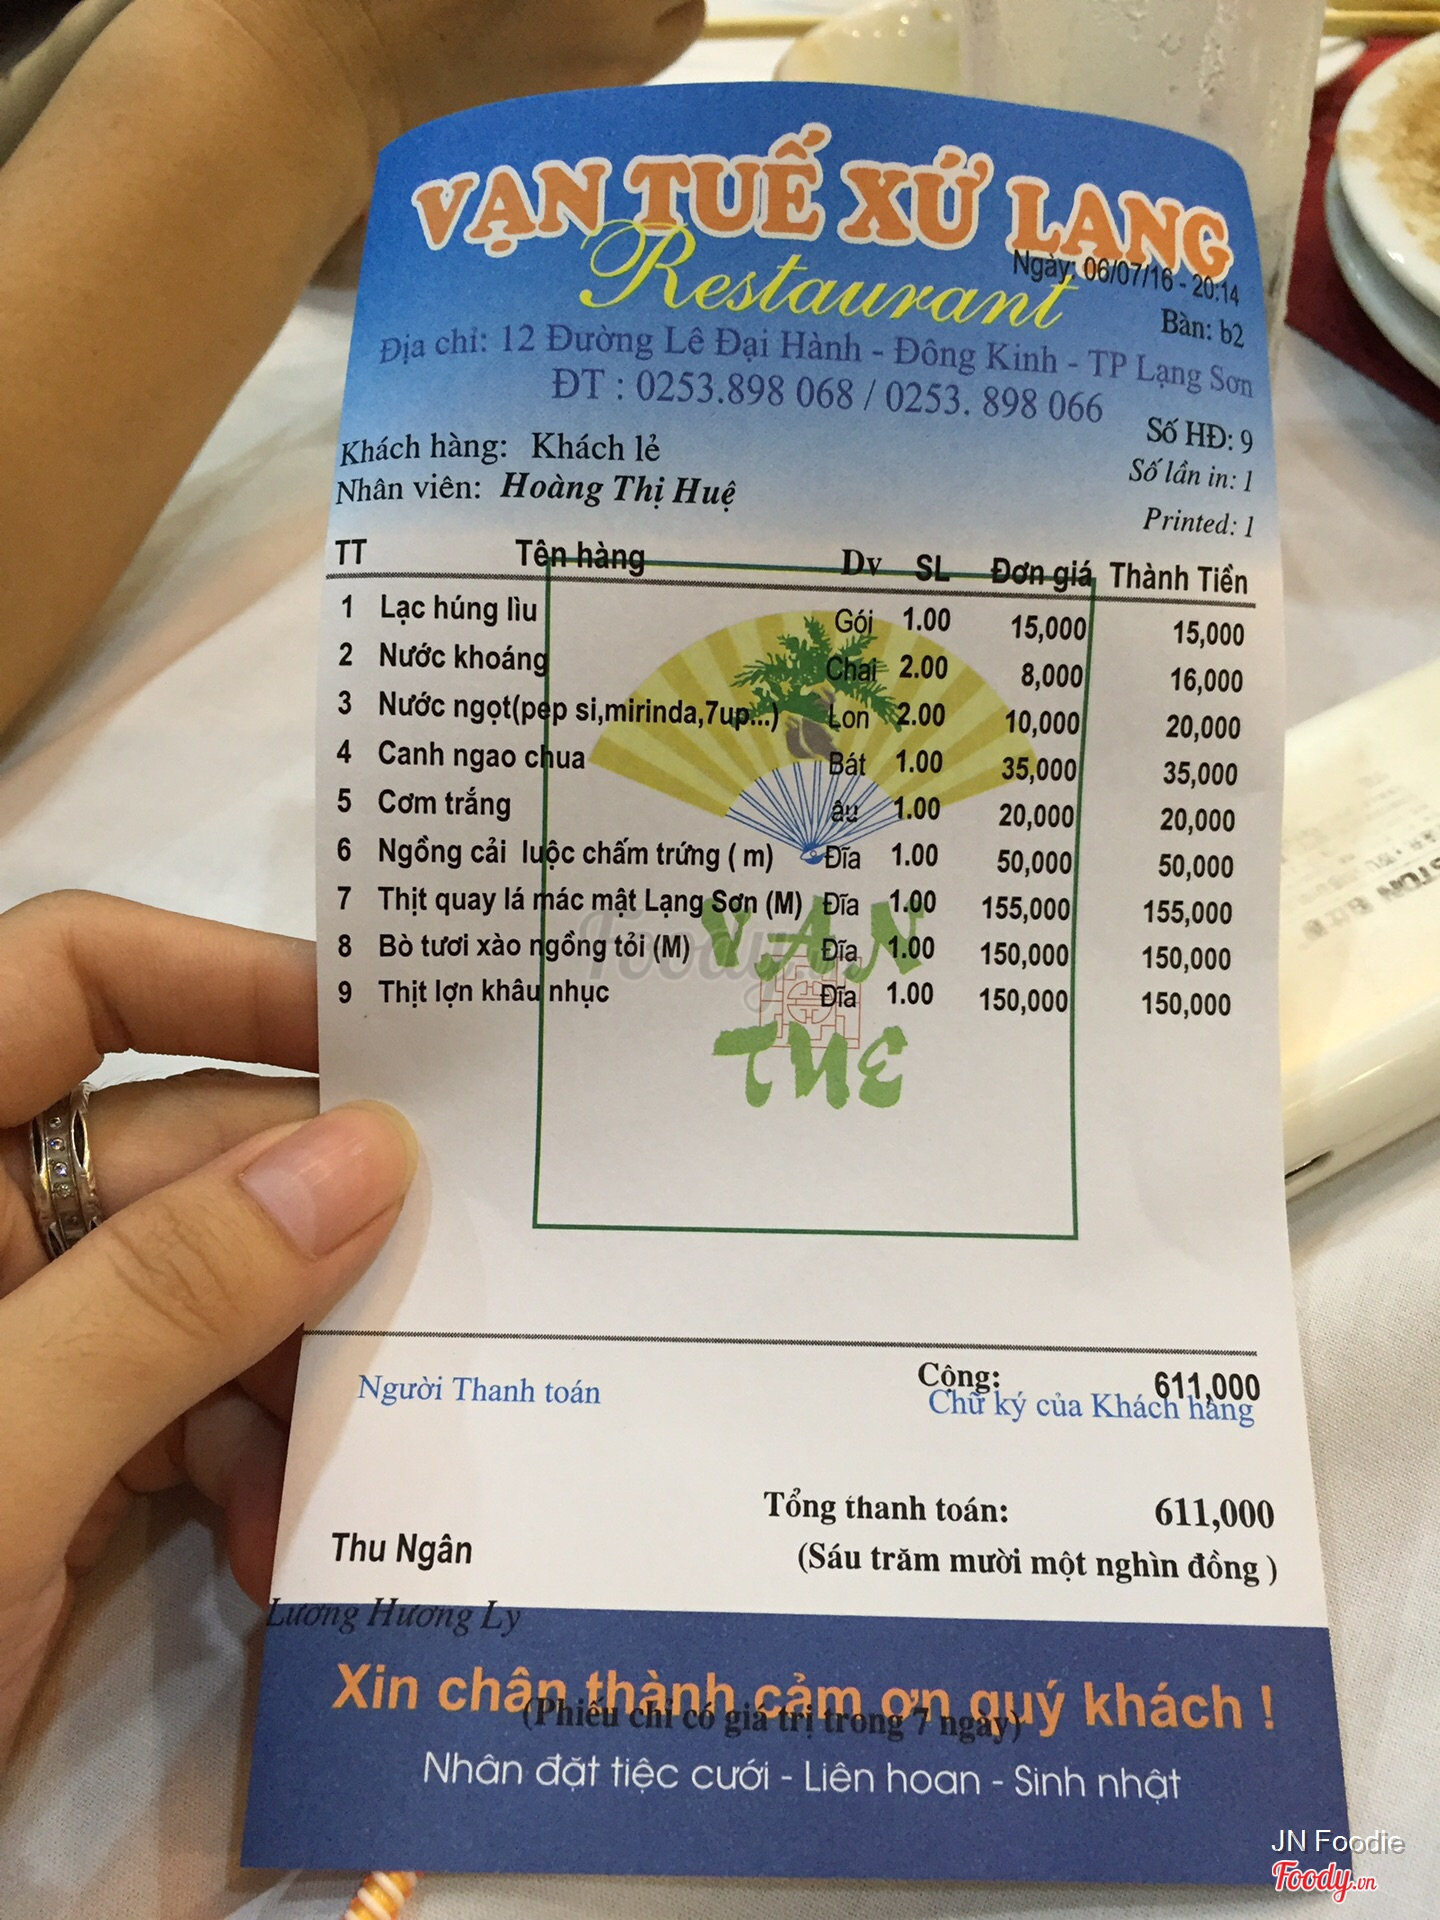 VẠN TUẾ XỨ LẠNG
Restaurant
Ngày: 06/07/16 - 20:14
Bàn: b2
Địa chỉ: 12 Đường Lê Đại Hành - Đông Kinh - TP Lạng Sơn
ĐT : 0253.898 068 / 0253. 898 066
Số HĐ: 9
Khách hàng: Khách lẻ
Số lần in: 1
Nhân viên: Hoàng Thị Huệ
Printed: 1
TT Tên hàng Dv SL Đơn giá Thành Tiền
1 Lạc húng lìu Gói 1.00 15,000 15,000
2 Nước khoáng Chai 2.00 8,000 16,000
3 Nước ngọt(pep si,mirinda,7up...) Lon 2.00 10,000 20,000
4 Canh ngao chua Bát 1.00 35,000 35,000
5 Cơm trắng âu 1.00 20,000 20,000
6 Ngồng cải luộc chấm trứng ( m) Đĩa 1.00 50,000 50,000
7 Thịt quay lá mác mật Lạng Sơn (M) Đĩa 1.00 155,000 155,000
8 Bò tươi xào ngồng tỏi (M) Đĩa 1.00 150,000 150,000
9 Thịt lợn khâu nhục Đĩa 1.00 150,000 150,000
VAN
TUE
Foody.vn
Cộng: 611,000
Người Thanh toán Chữ ký của Khách hàng
Tổng thanh toán: 611,000
Thu Ngân (Sáu trăm mười một nghìn đồng )
Lương Hương Ly
Xin chân thành cảm ơn quý khách !
(Phiếu chỉ có giá trị trong 7 ngày)
Nhân đặt tiệc cưới - Liên hoan - Sinh nhật
JN Foodie
Foody.vn